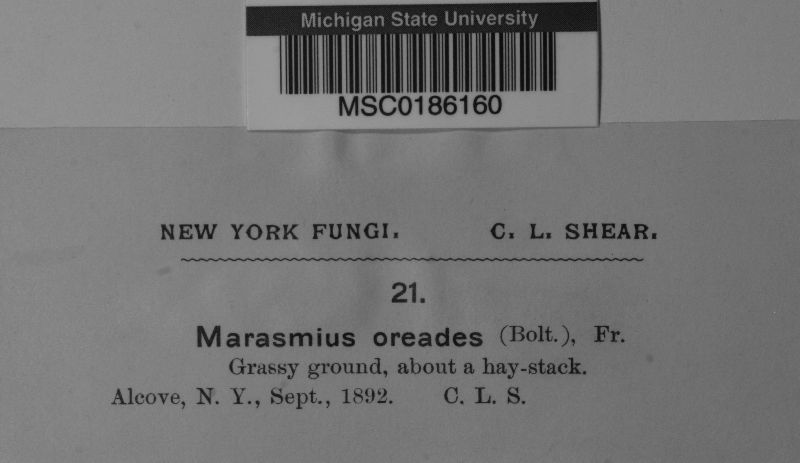 Michigan State University
MSC0186160
NEW YORK FUNGI. C. L. SHEAR.
21.
Marasmius oreades (Bolt.), Fr.
Grassy ground, about a hay-stack.
Alcove, N. Y., Sept., 1892. C. L. S.